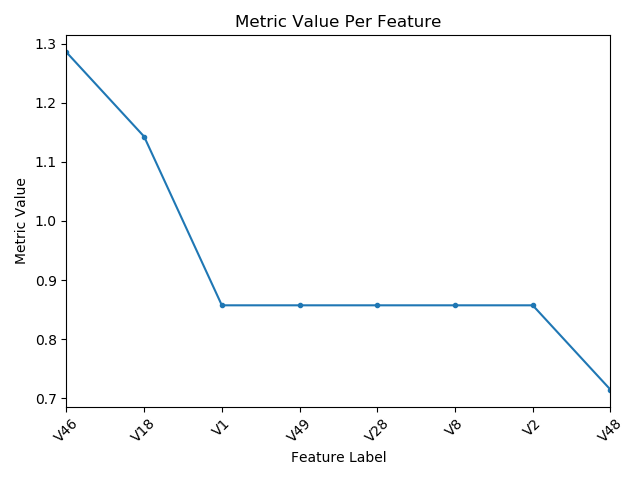 Metric Value Per Feature
1.3
1.2
1.1
1.0
0.9
0.8
0.7
Metric Value
V46 V18 V1 V49 V28 V8 V2 V48
Feature Label